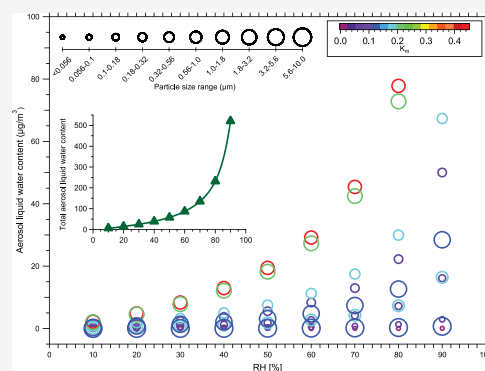 100
80
60
40
20
0
Aerosol liquid water content (µg/m³)
<0.056
0.056-0.1
0.1-0.18
0.18-0.32
0.32-0.56
0.56-1.0
1.0-1.8
1.8-3.2
3.2-5.6
5.6-10.0
Particle size range (µm)
0.0 0.1 0.2 0.3 0.4
Km
Total aerosol liquid water content
500
400
300
200
100
0
0 20 40 60 80 100
0 10 20 30 40 50 60 70 80 90
RH [%]